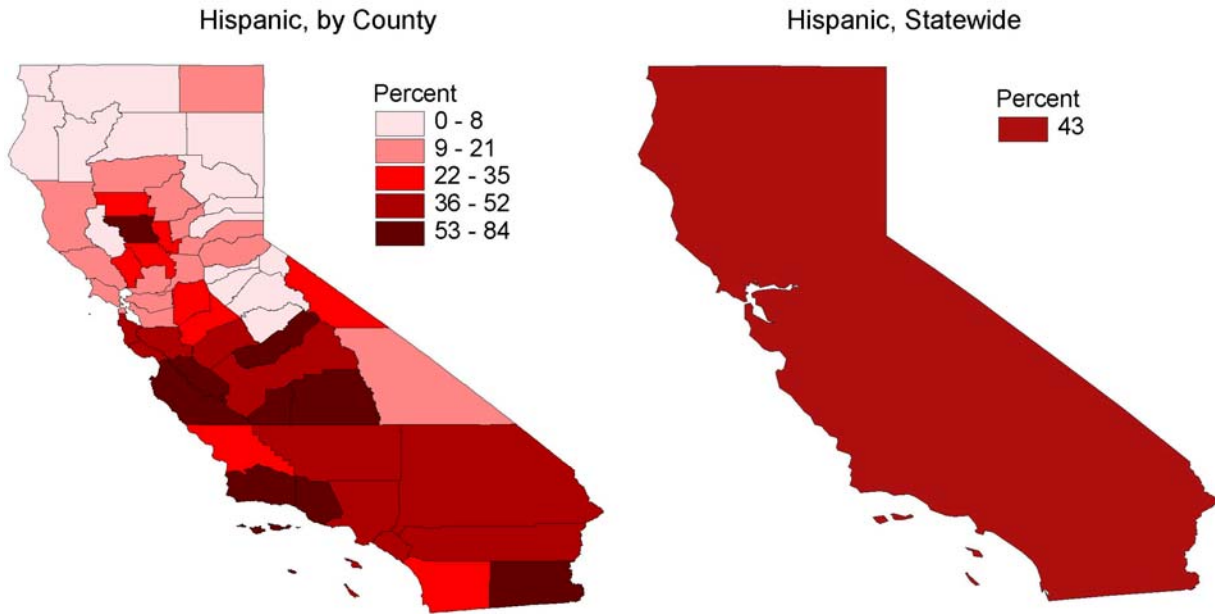 Hispanic, by County
Percent
0 - 8
9 - 21
22 - 35
36 - 52
53 - 84
Hispanic, Statewide
Percent
43